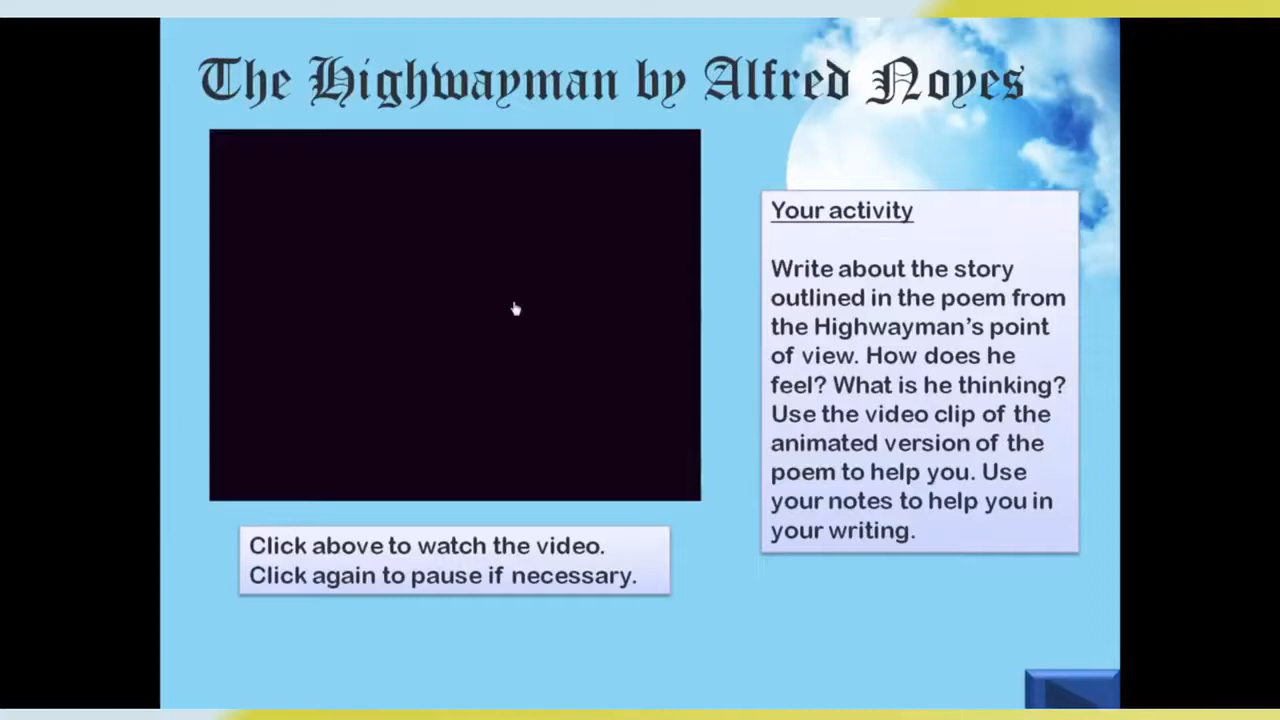 The Highwayman by Alfred Noyes
Your activity
Write about the story
outlined in the poem from
the Highwayman's point
of view. How does he
feel? What is he thinking?
Use the video clip of the
animated version of the
poem to help you. Use
your notes to help you in
your writing.
Click above to watch the video.
Click again to pause if necessary.